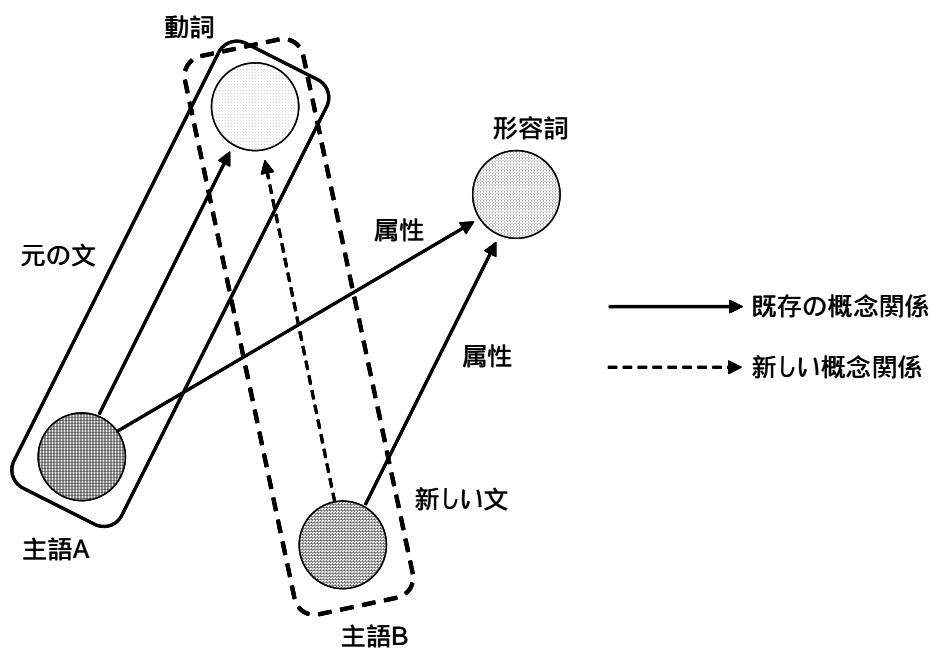 動詞
形容詞
属性
元の文
既存の概念関係
属性
新しい概念関係
新しい文
主語A
主語B